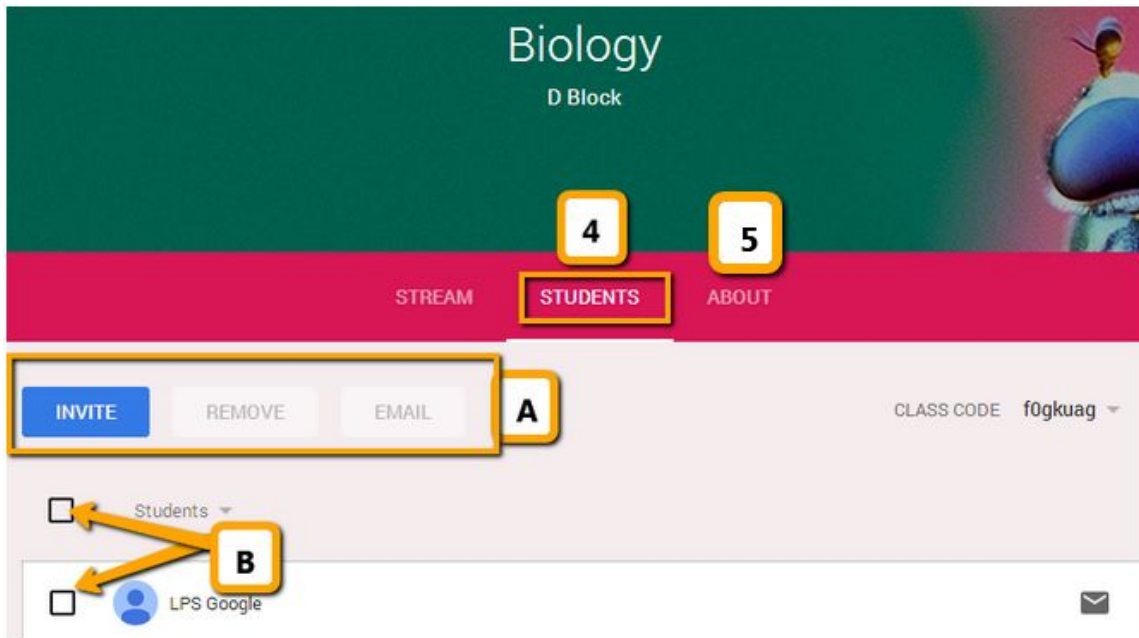 Biology
D Block
4
5
STREAM STUDENTS ABOUT
INVITE REMOVE EMAIL A CLASS CODE f0gkuag
Students
B
LPS Google